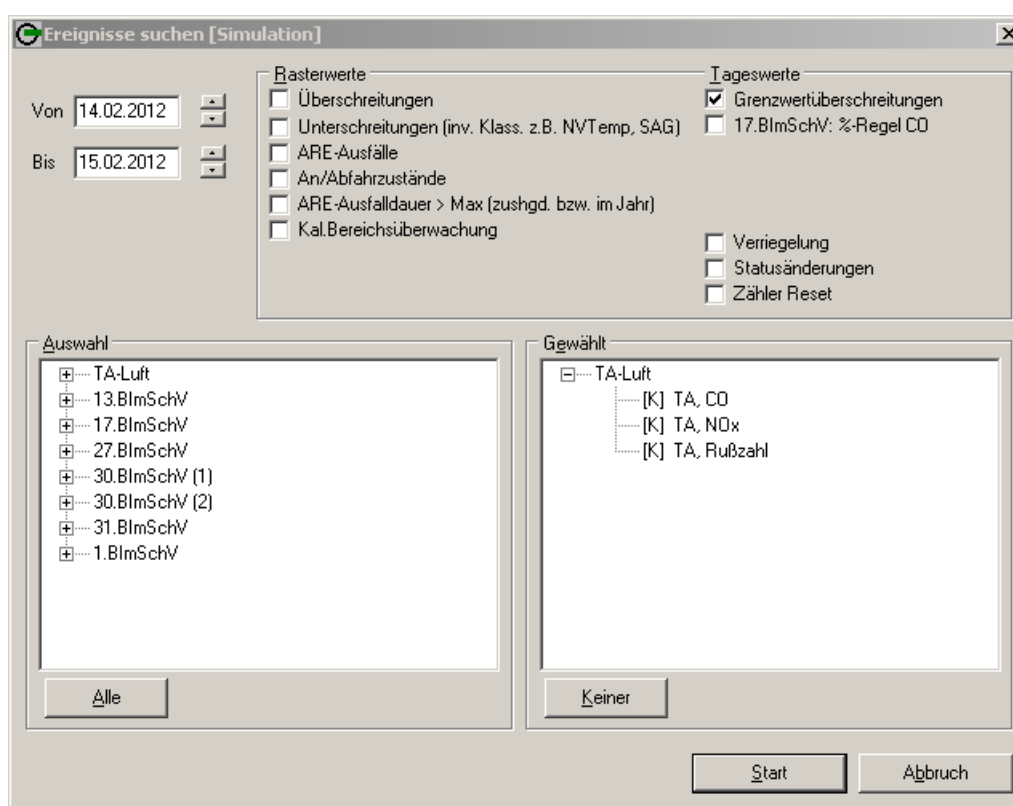 Ereignisse suchen [Simulation]
Von 14.02.2012
Bis 15.02.2012
Rasterwerte
Überschreitungen
Unterschreitungen (inv. Klass. z.B. NVTemp, SAG)
ARE-Ausfälle
An/Abfahrzustände
ARE-Ausfalldauer > Max (zushgd. bzw. im Jahr)
Kal.Bereichsüberwachung
Tageswerte
Grenzwertüberschreitungen
17.BImSchV: %-Regel CO
Verriegelung
Statusänderungen
Zähler Reset
Auswahl
TA-Luft
13.BImSchV
17.BImSchV
27.BImSchV
30.BImSchV (1)
30.BImSchV (2)
31.BImSchV
1.BImSchV
Alle
Gewählt
TA-Luft
[K] TA, CO
[K] TA, NOx
[K] TA, Rußzahl
Keiner
Start
Abbruch